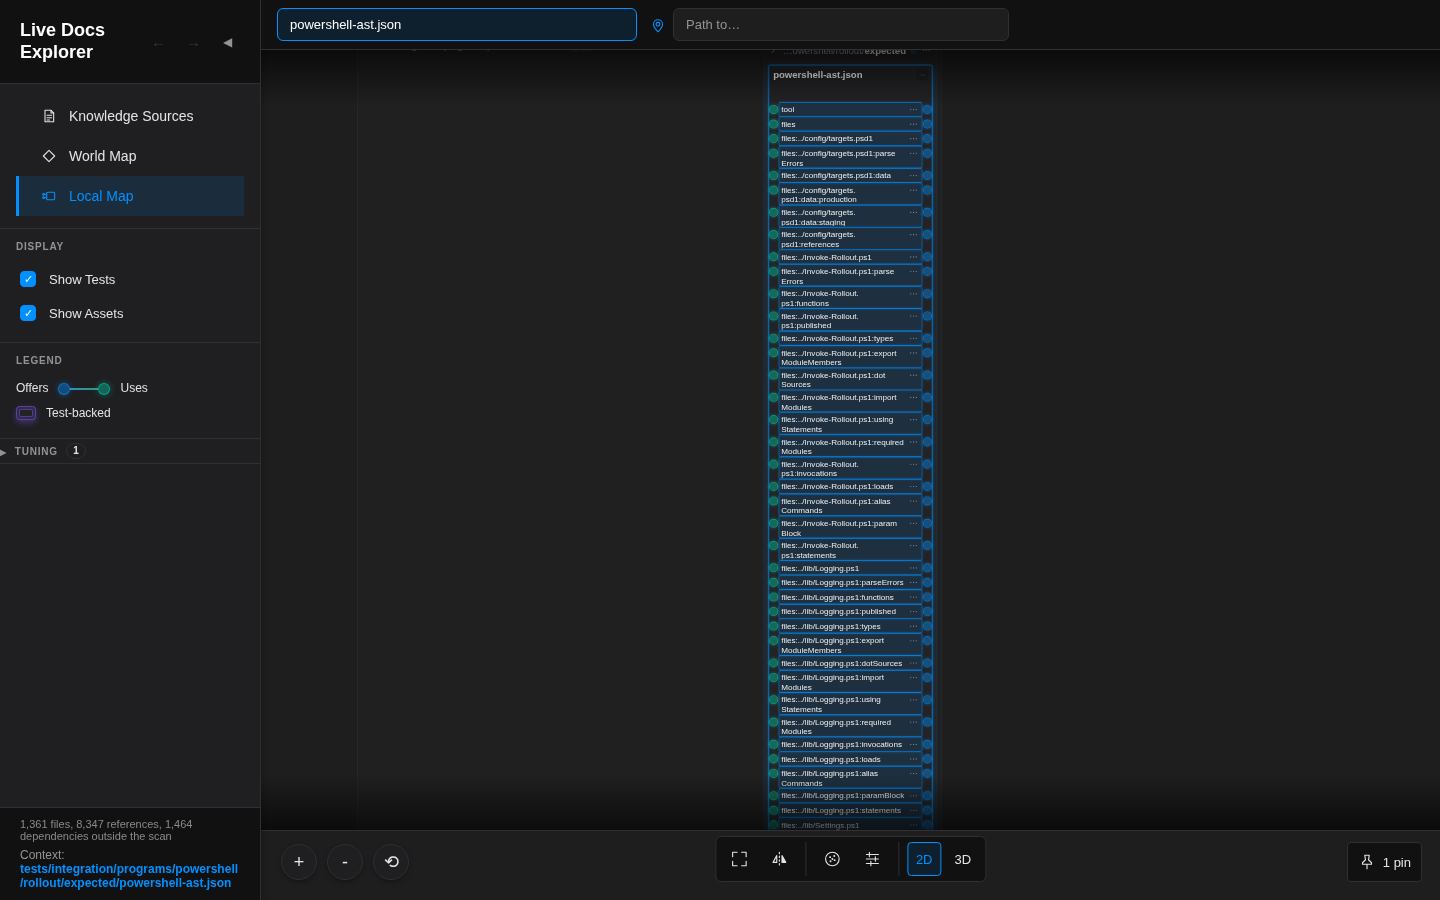 Live Docs
Explorer
← → ◀
Knowledge Sources
World Map
Local Map
DISPLAY
✓ Show Tests
✓ Show Assets
LEGEND
Offers Uses
Test-backed
▶ TUNING 1
1,361 files, 8,347 references, 1,464
dependencies outside the scan
Context:
tests/integration/programs/powershell
/rollout/expected/powershell-ast.json
powershell-ast.json
Path to…
...owershell/rollout/expected
powershell-ast.json
tool
files
files:../config/targets.psd1
files:../config/targets.psd1:parse
Errors
files:../config/targets.psd1:data
files:../config/targets.
psd1:data:production
files:../config/targets.
psd1:data:staging
files:../config/targets.
psd1:references
files:../Invoke-Rollout.ps1
files:../Invoke-Rollout.ps1:parse
Errors
files:../Invoke-Rollout.
ps1:functions
files:../Invoke-Rollout.
ps1:published
files:../Invoke-Rollout.ps1:types
files:../Invoke-Rollout.ps1:export
ModuleMembers
files:../Invoke-Rollout.ps1:dot
Sources
files:../Invoke-Rollout.ps1:import
Modules
files:../Invoke-Rollout.ps1:using
Statements
files:../Invoke-Rollout.ps1:required
Modules
files:../Invoke-Rollout.
ps1:invocations
files:../Invoke-Rollout.ps1:loads
files:../Invoke-Rollout.ps1:alias
Commands
files:../Invoke-Rollout.ps1:param
Block
files:../Invoke-Rollout.
ps1:statements
files:../lib/Logging.ps1
files:../lib/Logging.ps1:parseErrors
files:../lib/Logging.ps1:functions
files:../lib/Logging.ps1:published
files:../lib/Logging.ps1:types
files:../lib/Logging.ps1:export
ModuleMembers
files:../lib/Logging.ps1:dotSources
files:../lib/Logging.ps1:import
Modules
files:../lib/Logging.ps1:using
Statements
files:../lib/Logging.ps1:required
Modules
files:../lib/Logging.ps1:invocations
files:../lib/Logging.ps1:loads
files:../lib/Logging.ps1:alias
Commands
files:../lib/Logging.ps1:paramBlock
files:../lib/Logging.ps1:statements
files:../lib/Settings.ps1
+ - ⟲
2D 3D
1 pin